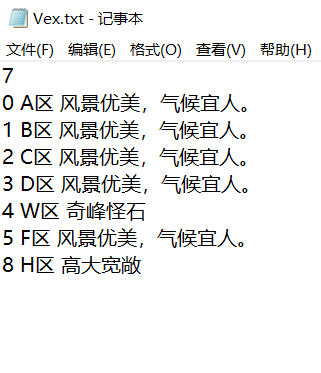 Vex.txt - 记事本
文件(F) 编辑(E) 格式(O) 查看(V) 帮助(H)
7
0 A区 风景优美，气候宜人。
1 B区 风景优美，气候宜人。
2 C区 风景优美，气候宜人。
3 D区 风景优美，气候宜人。
4 W区 奇峰怪石
5 F区 风景优美，气候宜人。
8 H区 高大宽敞